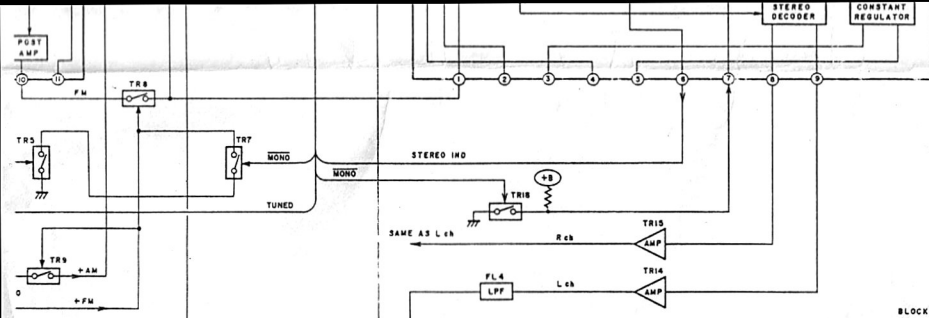 STEREO
DECODER
CONSTANT
REGULATOR
POST
AMP
10
11
1
2
3
4
5
6
7
8
9
FM
TR8
TR5
TR7
MONO
STEREO IND
MONO
+B
TR16
TUNED
TR15
SAME AS L ch
R ch
AMP
TR9
+AM
TR14
FL4
LPF
L ch
AMP
O
+FM
BLOCK